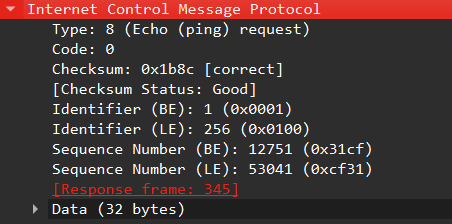 Internet Control Message Protocol
Type: 8 (Echo (ping) request)
Code: 0
Checksum: 0x1b8c [correct]
[Checksum Status: Good]
Identifier (BE): 1 (0x0001)
Identifier (LE): 256 (0x0100)
Sequence Number (BE): 12751 (0x31cf)
Sequence Number (LE): 53041 (0xcf31)
[Response frame: 345]
Data (32 bytes)